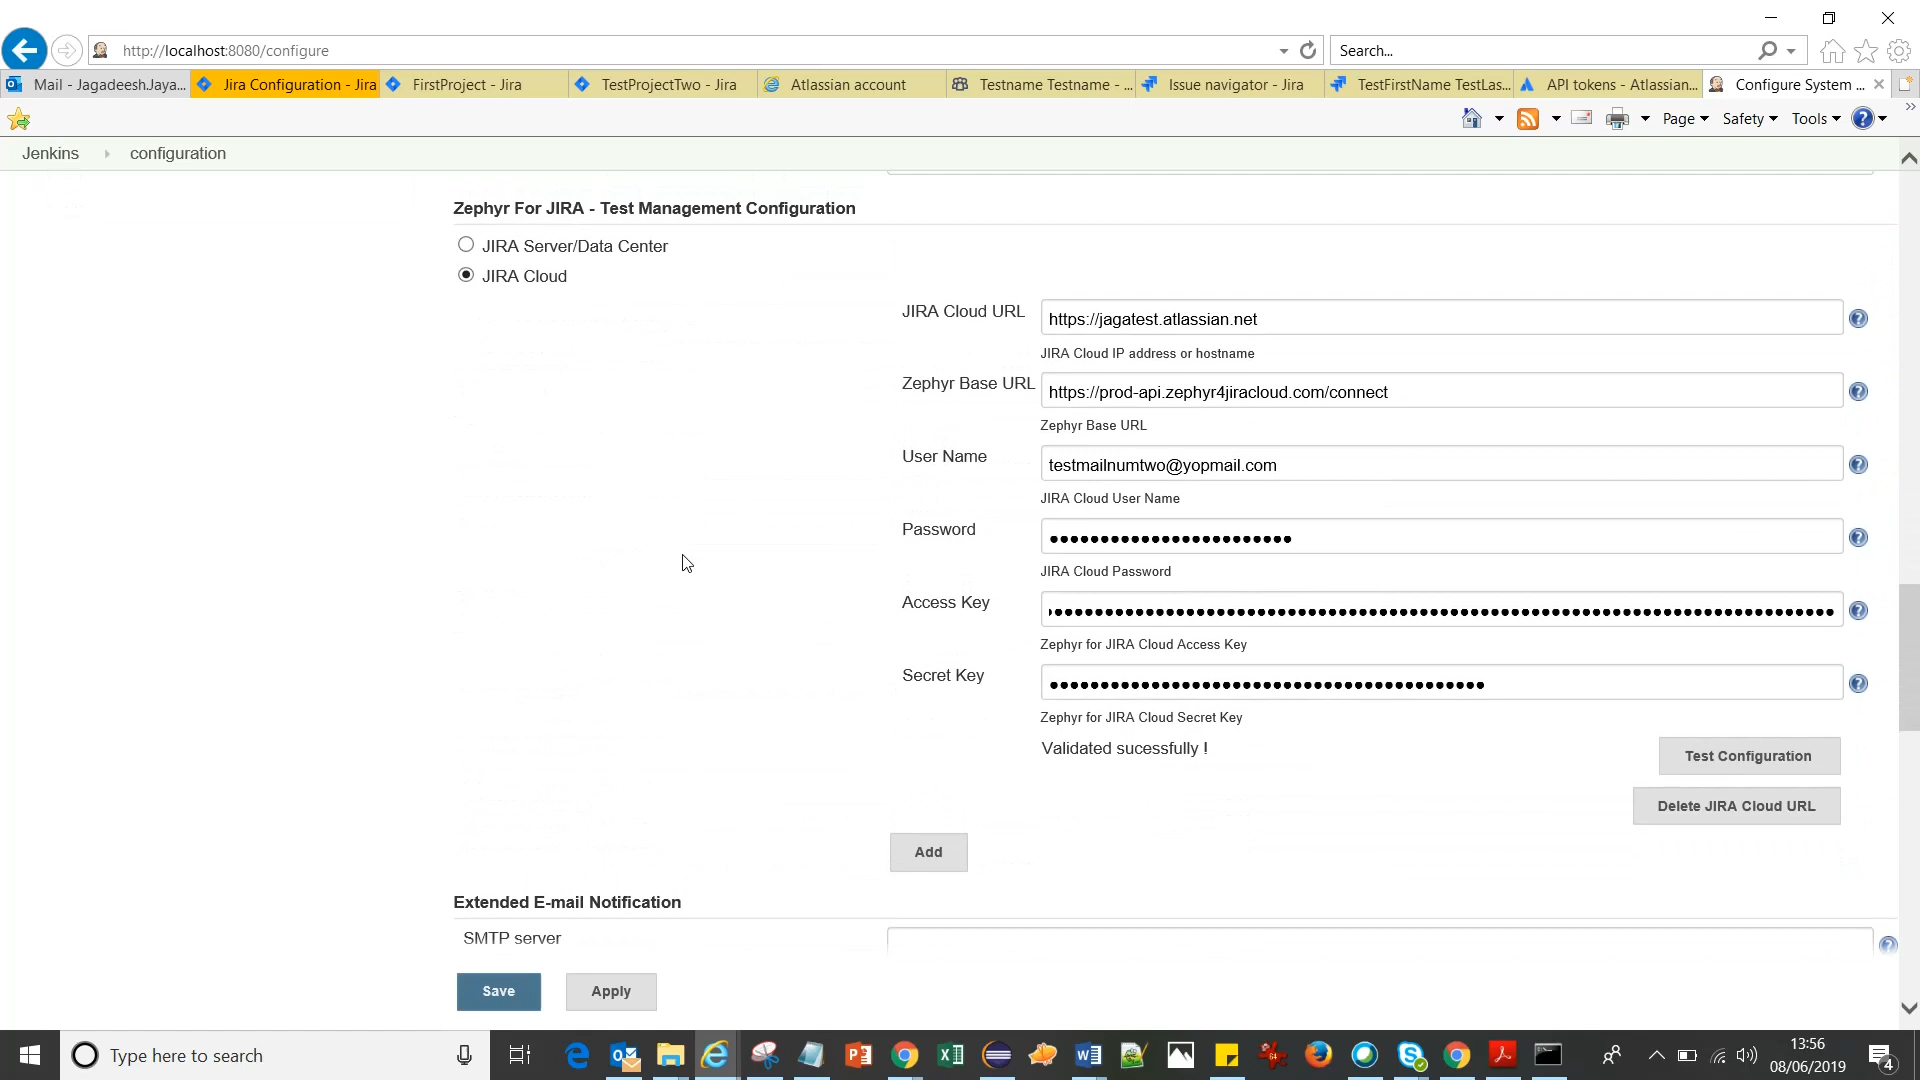 http://localhost:8080/configure
Search...
Mail - Jagadeesh.Jaya...
Jira Configuration - Jira
FirstProject - Jira
TestProjectTwo - Jira
Atlassian account
Testname Testname - ...
Issue navigator - Jira
TestFirstName TestLas...
API tokens - Atlassian...
Configure System ...
Page
Safety
Tools
Jenkins
configuration
Zephyr For JIRA - Test Management Configuration
JIRA Server/Data Center
JIRA Cloud
JIRA Cloud URL
https://jagatest.atlassian.net
JIRA Cloud IP address or hostname
Zephyr Base URL
https://prod-api.zephyr4jiracloud.com/connect
Zephyr Base URL
User Name
testmailnumtwo@yopmail.com
JIRA Cloud User Name
Password
JIRA Cloud Password
Access Key
Zephyr for JIRA Cloud Access Key
Secret Key
Zephyr for JIRA Cloud Secret Key
Validated sucessfully !
Test Configuration
Delete JIRA Cloud URL
Add
Extended E-mail Notification
SMTP server
Save
Apply
Type here to search
13:56
08/06/2019
4